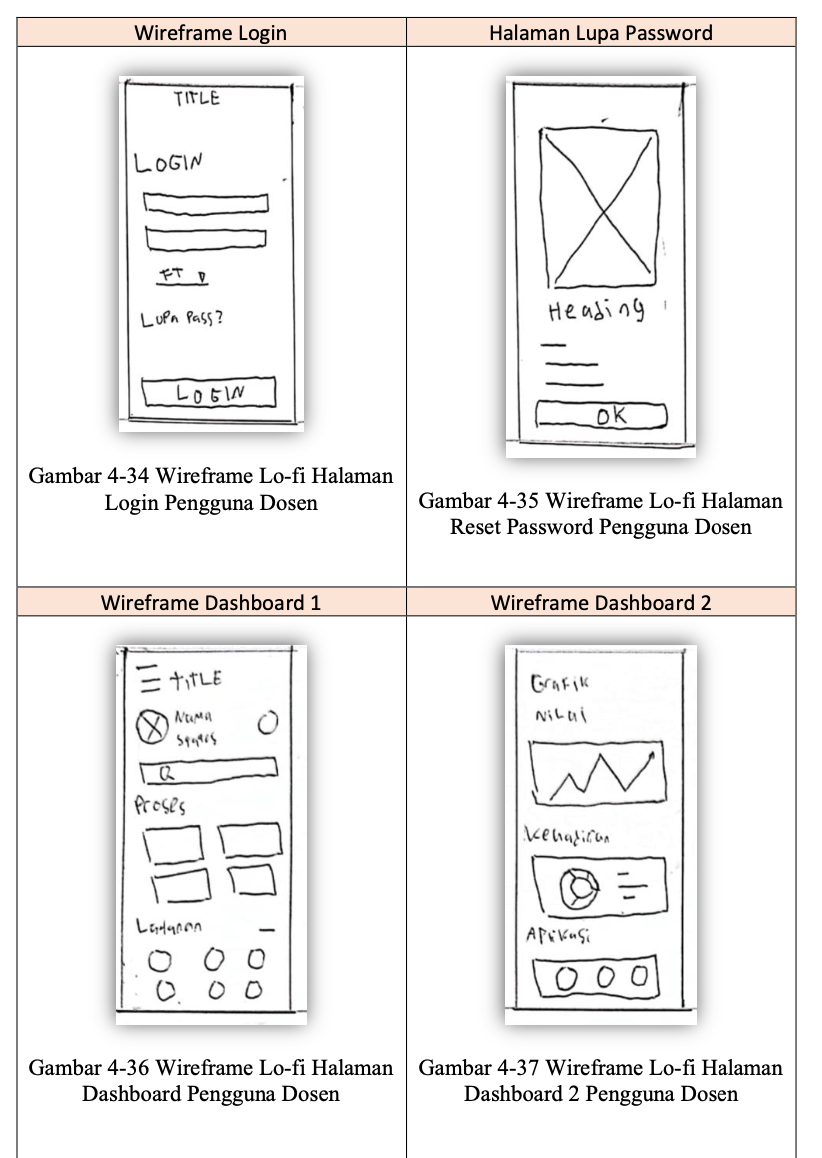 Wireframe Login
Halaman Lupa Password
TITLE
LOGIN
FT
Lupa Pass?
LOGIN
Heading
OK
Gambar 4-34 Wireframe Lo-fi Halaman
Login Pengguna Dosen
Gambar 4-35 Wireframe Lo-fi Halaman
Reset Password Pengguna Dosen
Wireframe Dashboard 1
Wireframe Dashboard 2
TITLE
Nama
Proses
Layanan
Grafik
Nilai
Kehadiran
Aplikasi
Gambar 4-36 Wireframe Lo-fi Halaman
Dashboard Pengguna Dosen
Gambar 4-37 Wireframe Lo-fi Halaman
Dashboard 2 Pengguna Dosen